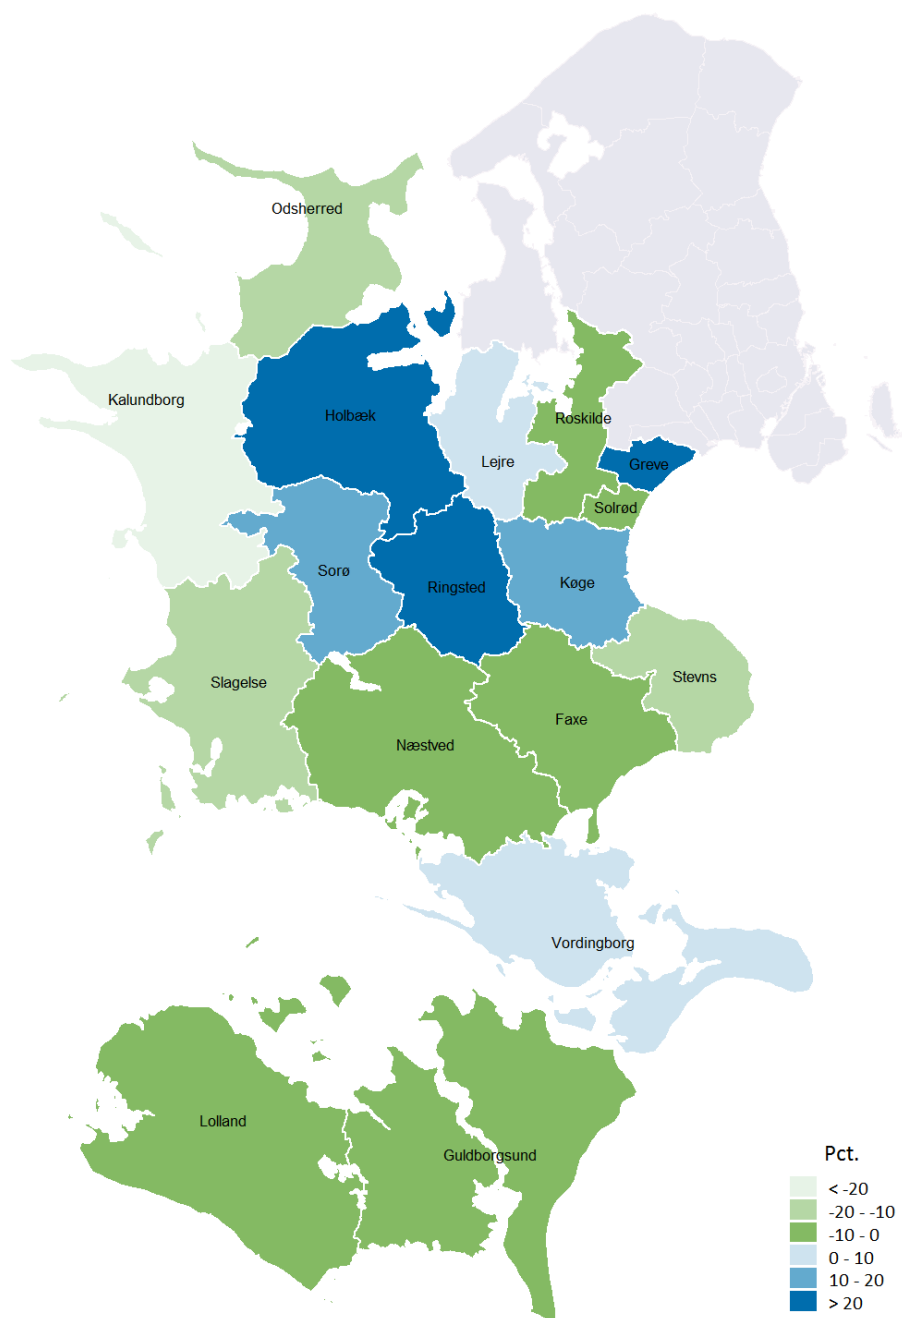 Odsherred
Kalundborg
Holbæk
Roskilde
Lejre
Greve
Solrød
Sorø
Ringsted
Køge
Slagelse
Stevns
Faxe
Næstved
Vordingborg
Lolland
Guldborgsund
Pct.
< -20
-20 - -10
-10 - 0
0 - 10
10 - 20
> 20